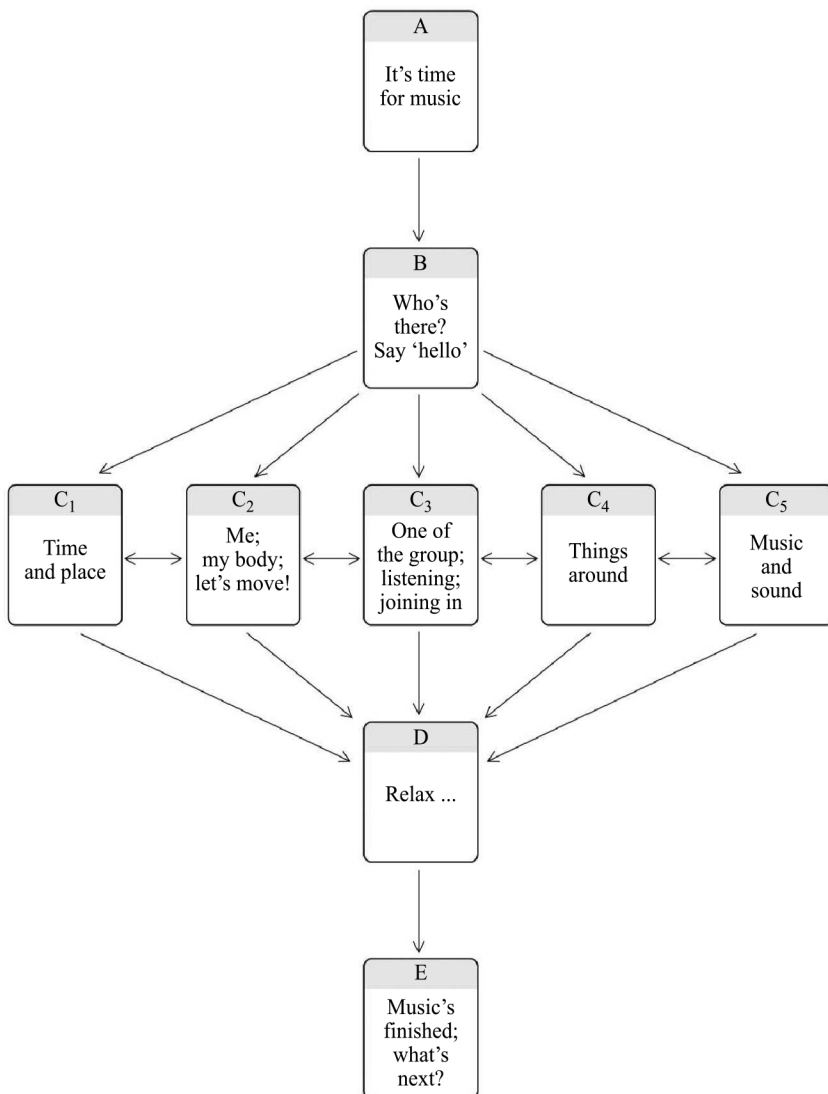 A
It’s time
for music
B
Who’s
there?
Say ‘hello’
C₁
Time
and place
C₂
Me;
my body;
let’s move!
C₃
One of
the group;
listening;
joining in
C₄
Things
around
C₅
Music
and
sound
D
Relax ...
E
Music’s
finished;
what’s
next?